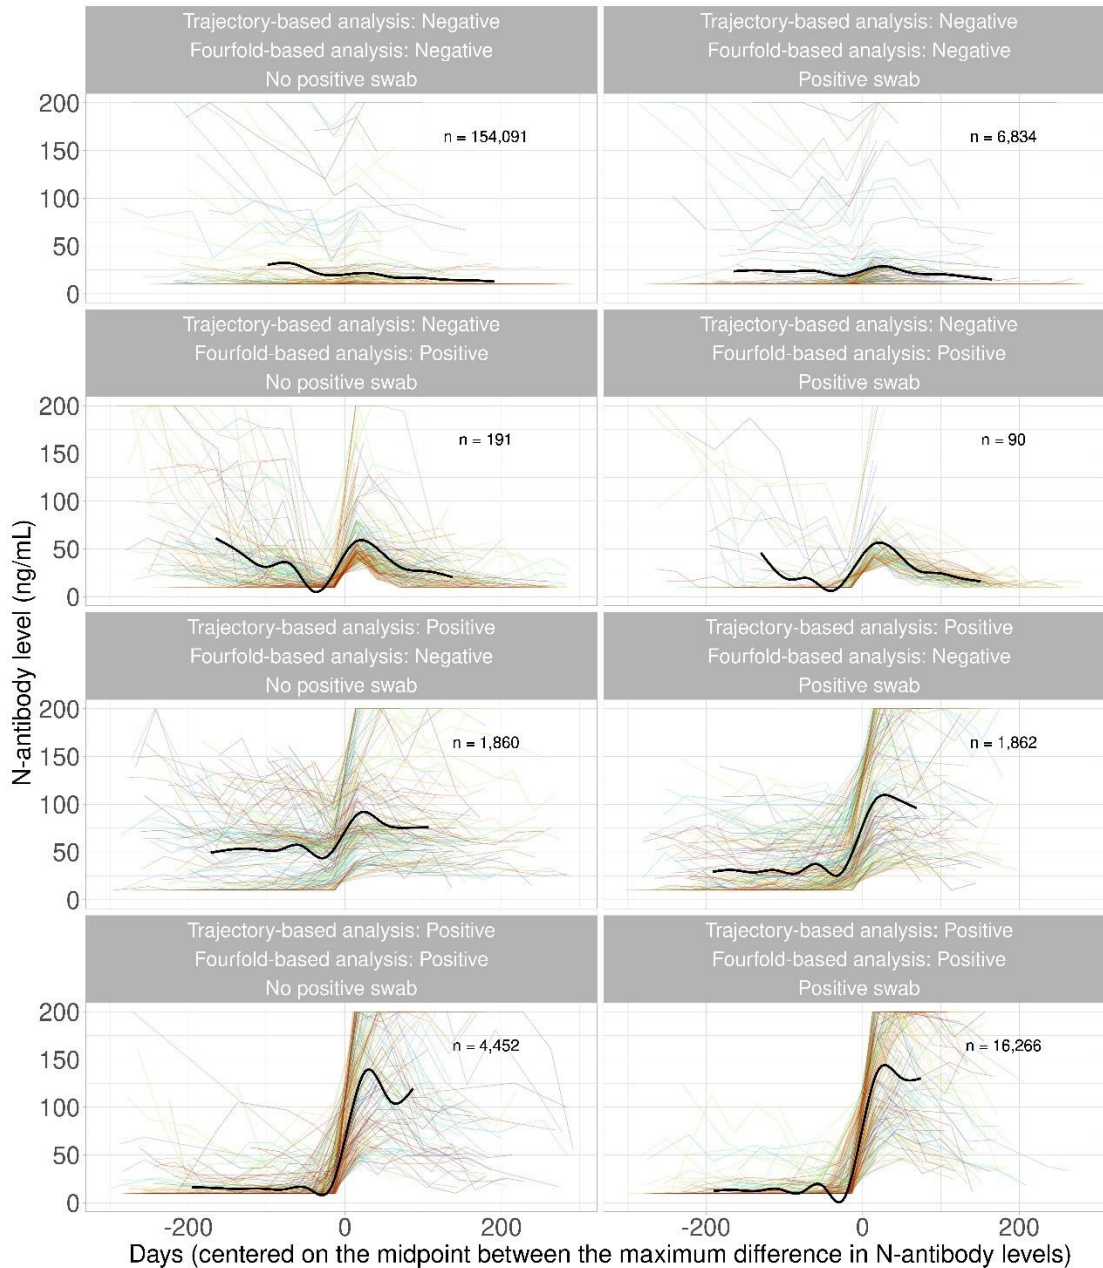 Trajectory-based analysis: Negative
Fourfold-based analysis: Negative
No positive swab
Trajectory-based analysis: Negative
Fourfold-based analysis: Negative
Positive swab
200
150
100
50
0
n = 154,091
n = 6,834
Trajectory-based analysis: Negative
Fourfold-based analysis: Positive
No positive swab
Trajectory-based analysis: Negative
Fourfold-based analysis: Positive
Positive swab
200
150
100
50
0
n = 191
n = 90
N-antibody level (ng/mL)
Trajectory-based analysis: Positive
Fourfold-based analysis: Negative
No positive swab
Trajectory-based analysis: Positive
Fourfold-based analysis: Negative
Positive swab
200
150
100
50
0
n = 1,860
n = 1,862
Trajectory-based analysis: Positive
Fourfold-based analysis: Positive
No positive swab
Trajectory-based analysis: Positive
Fourfold-based analysis: Positive
Positive swab
200
150
100
50
0
n = 4,452
n = 16,266
-200 0 200
-200 0 200
Days (centered on the midpoint between the maximum difference in N-antibody levels)